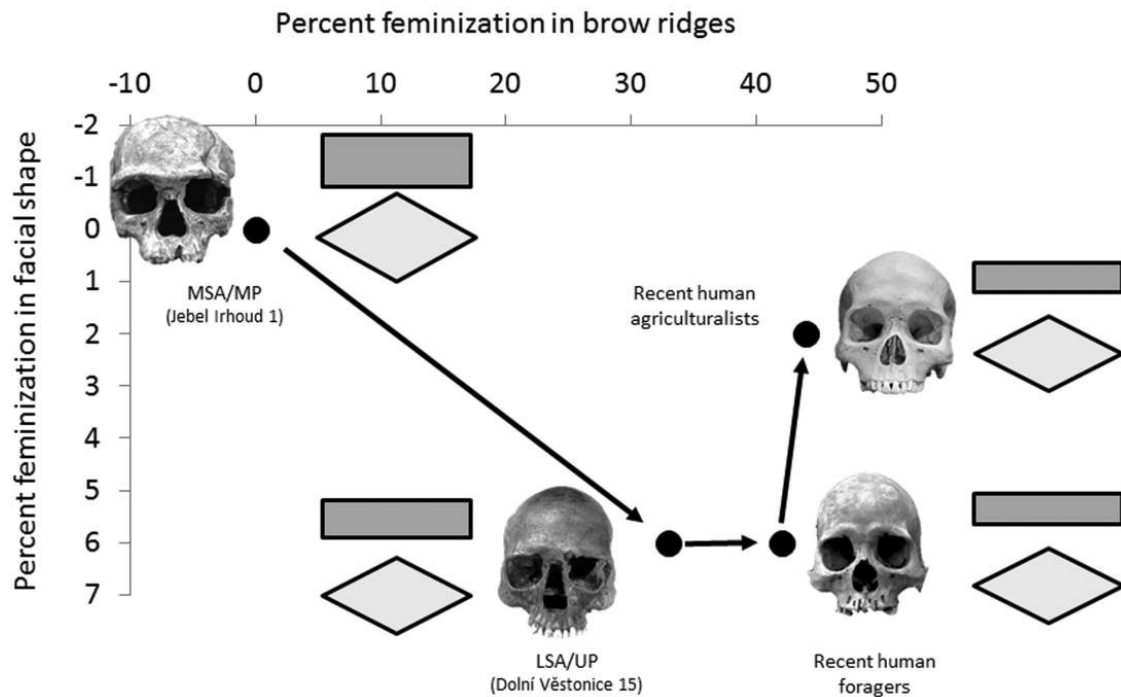 Percent feminization in brow ridges
-10 0 10 20 30 40 50
Percent feminization in facial shape
-2
-1
0
1
2
3
4
5
6
7
MSA/MP
(Jebel Irhoud 1)
Recent human
agriculturalists
LSA/UP
(Dolní Věstonice 15)
Recent human
foragers